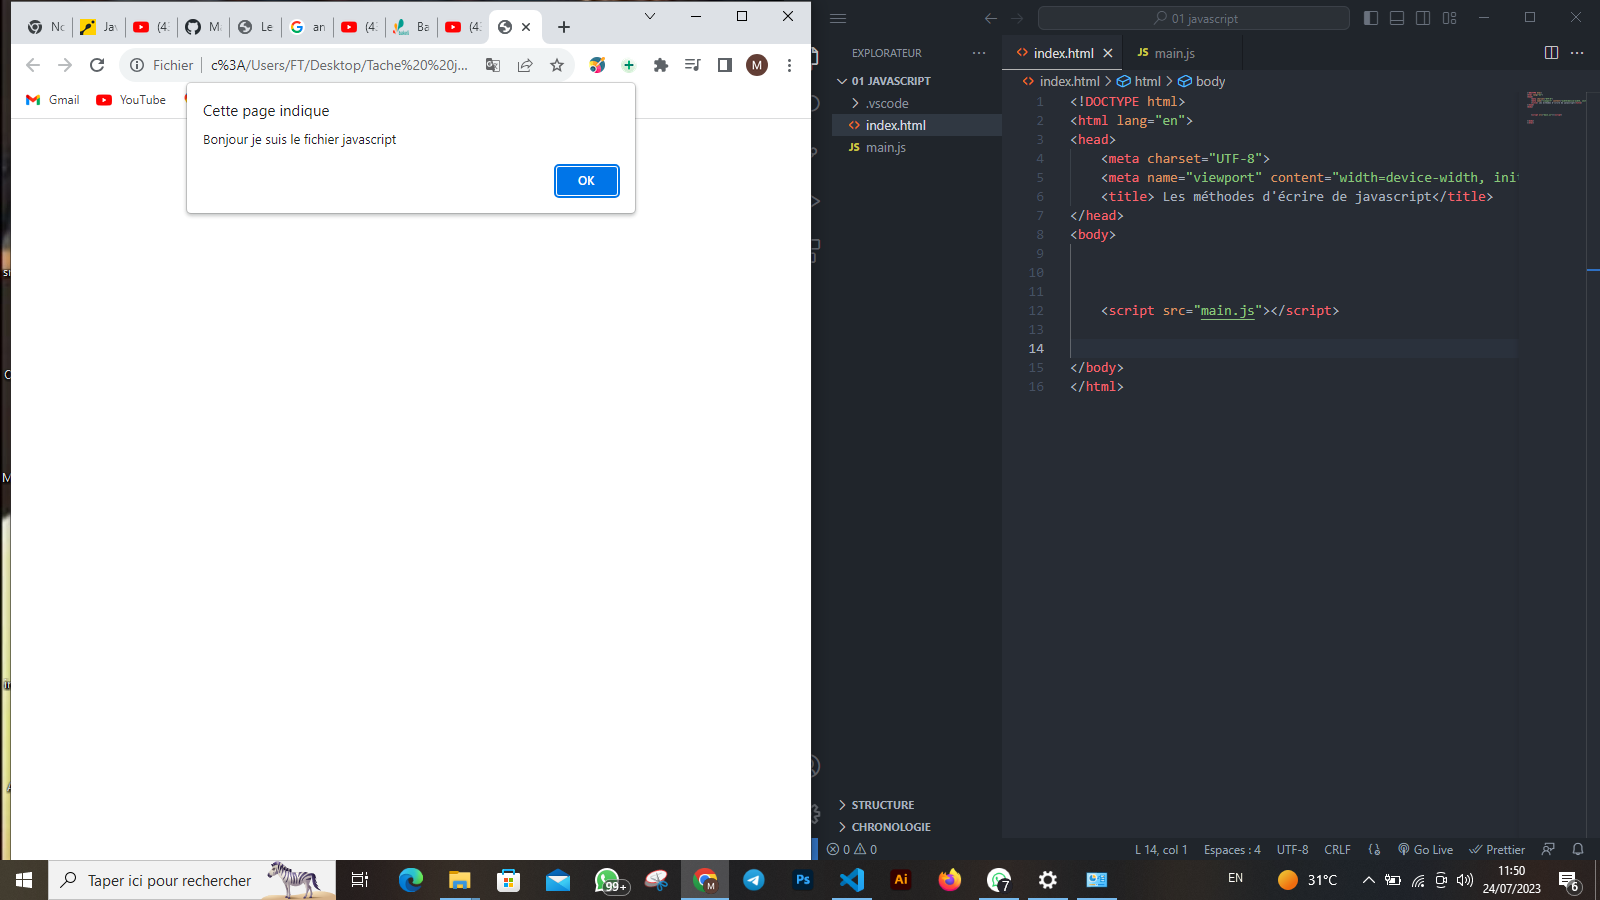 Nc
Jav
(4
M
Le
an
(4
Ba
(4
Fichier
c%3A/Users/FT/Desktop/Tache%20%20j...
Gmail
YouTube
Cette page indique
Bonjour je suis le fichier javascript
OK
01 javascript
EXPLORATEUR
01 JAVASCRIPT
.vscode
index.html
JS main.js
STRUCTURE
CHRONOLOGIE
index.html
JS main.js
index.html > html > body
1 <!DOCTYPE html>
2 <html lang="en">
3 <head>
4 <meta charset="UTF-8">
5 <meta name="viewport" content="width=device-width, init
6 <title> Les méthodes d'écrire de javascript</title>
7 </head>
8 <body>
9
10
11
12 <script src="main.js"></script>
13
14
15 </body>
16 </html>
0 0
L 14, col 1
Espaces : 4
UTF-8
CRLF
Go Live
Prettier
Taper ici pour rechercher
99+
M
Ps
Ai
7
EN
31°C
11:50
24/07/2023
6